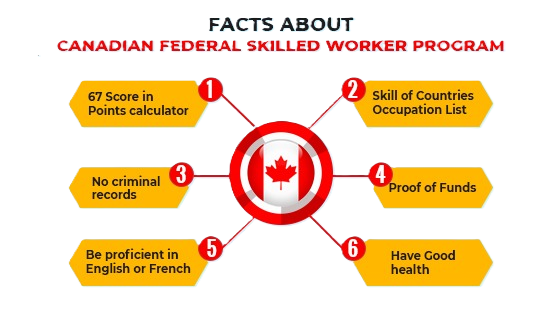 FACTS ABOUT
CANADIAN FEDERAL SKILLED WORKER PROGRAM
1
67 Score in
Points calculator
2
Skill of Countries
Occupation List
3
No criminal
records
4
Proof of Funds
5
Be proficient in
English or French
6
Have Good
health